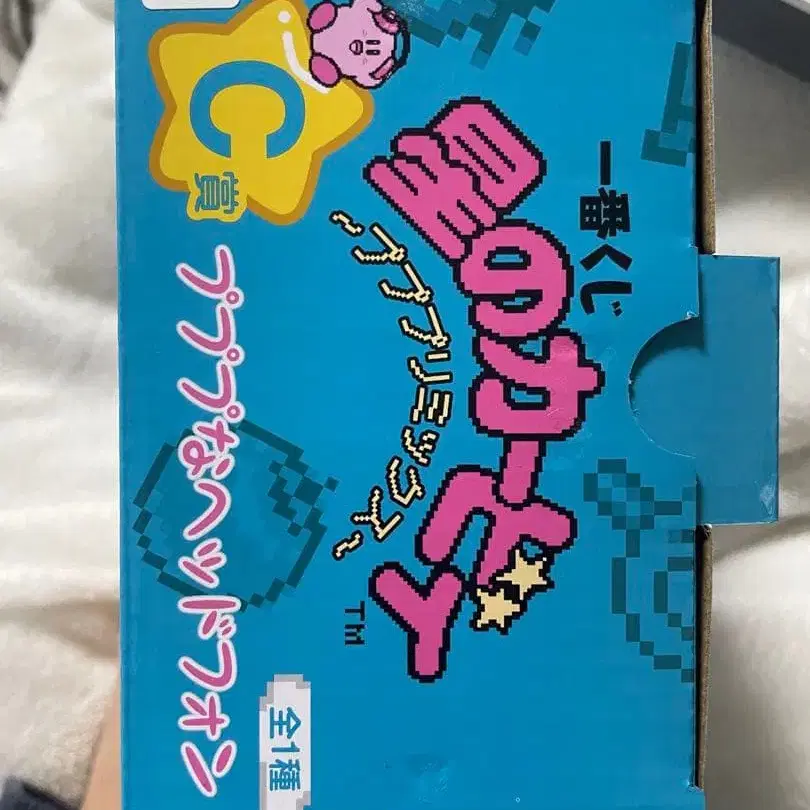 一番くじ
星のカービィ
™
~プププリミックス~
C
賞
プププなヘッドフォン
全1種